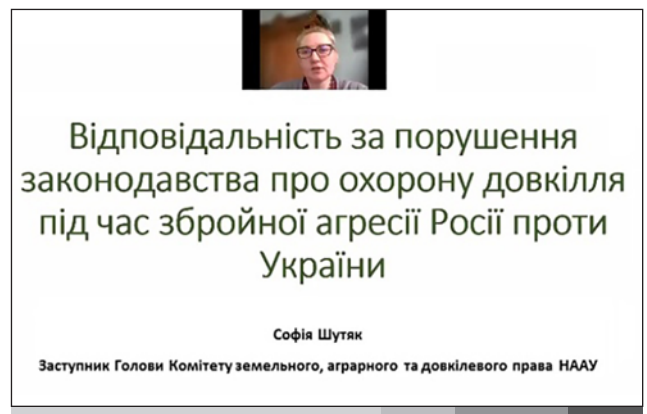 Відповідальність за порушення
законодавства про охорону довкілля
під час збройної агресії Росії проти
України
Софія Шутяк
Заступник Голови Комітету земельного, аграрного та довкілевого права НААУ